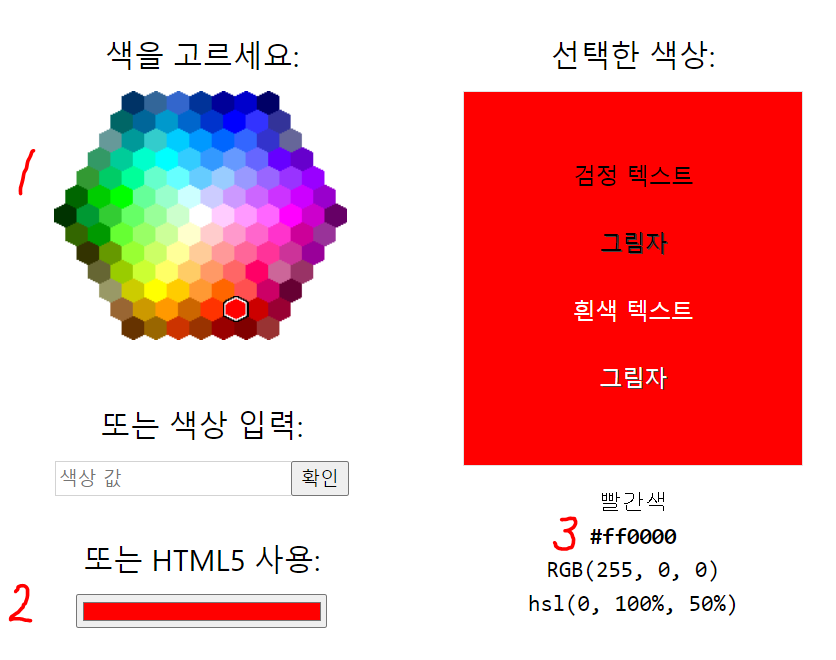 색을 고르세요:
1
또는 색상 입력:
색상 값 확인
또는 HTML5 사용:
2
선택한 색상:
검정 텍스트
그림자
흰색 텍스트
그림자
빨간색
3 #ff0000
RGB(255, 0, 0)
hsl(0, 100%, 50%)